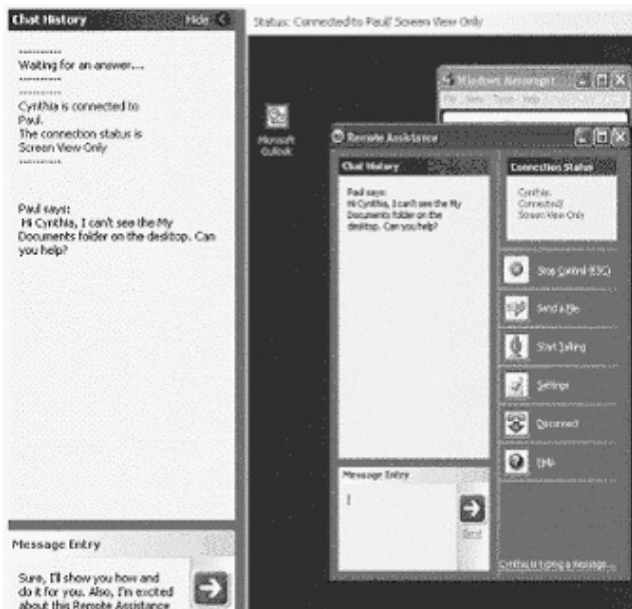 Chat History
Hide
----------
Waiting for an answer...
----------
----------
Cynthia is connected to
Paul.
The connection status is
Screen View Only
----------
Paul says:
Hi Cynthia, I can't see the My
Documents folder on the desktop. Can
you help?
Message Entry
Sure, I'll show you how and
do it for you. Also, I'm excited
about this Remote Assistance
Status: Connected to Paul/ Screen View Only
Microsoft
Outlook
Windows Messenger
File View Tools Help
Remote Assistance
Chat History
Paul says:
Hi Cynthia, I can't see the My
Documents folder on the
desktop. Can you help?
Message Entry
Send
Connection Status
Cynthia:
Connected/
Screen View Only
Stop Control (ESC)
Send a File
Start Talking
Settings
Disconnect
Help
Cynthia is typing a message...